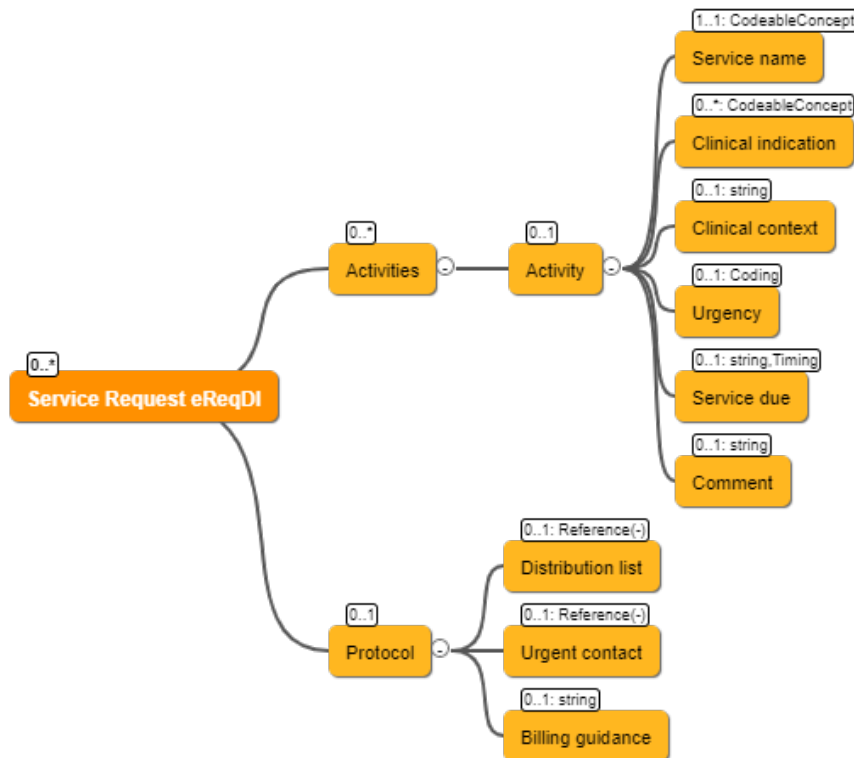 1..1: CodeableConcept
Service name
0..*: CodeableConcept
Clinical indication
0..1: string
Clinical context
0..*
Activities
-
0..1
Activity
-
0..1: Coding
Urgency
0..1: string,Timing
Service due
0..1: string
Comment
0..*
Service Request eReqDI
0..1: Reference(-)
Distribution list
0..1
Protocol
-
0..1: Reference(-)
Urgent contact
0..1: string
Billing guidance